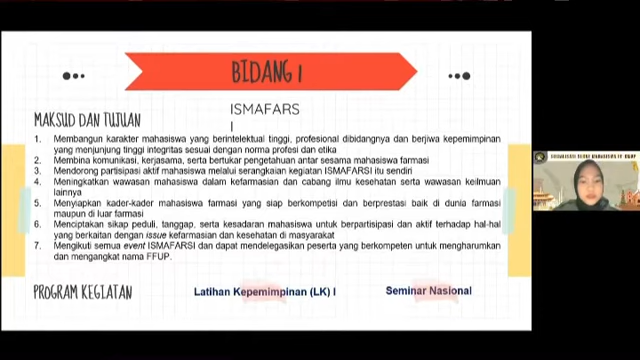 BIDANG 1
ISMAFARS
I
MAKSUD DAN TUJUAN
1. Membangun karakter mahasiswa yang berintelektual tinggi, profesional dibidangnya dan berjiwa kepemimpinan
yang menjunjung tinggi integritas sesuai dengan norma profesi dan etika
2. Membina komunikasi, kerjasama, serta bertukar pengetahuan antar sesama mahasiswa farmasi
3. Mendorong partisipasi aktif mahasiswa melalui serangkaian kegiatan ISMAFARSI itu sendiri
4. Meningkatkan wawasan mahasiswa dalam kefarmasian dan cabang ilmu kesehatan serta wawasan keilmuan
lainnya
5. Menyiapkan kader-kader mahasiswa farmasi yang siap berkompetisi dan berprestasi baik di dunia farmasi
maupun di luar farmasi
6. Menciptakan sikap peduli, tanggap, serta kesadaran mahasiswa untuk berpartisipasi dan aktif terhadap hal-hal
yang berkaitan dengan issue kefarmasian dan kesehatan di masyarakat
7. Mengikuti semua event ISMAFARSI dan dapat mendelegasikan peserta yang berkompeten untuk mengharumkan
dan mengangkat nama FFUP.
PROGRAM KEGIATAN
Latihan Kepemimpinan (LK) I
Seminar Nasional